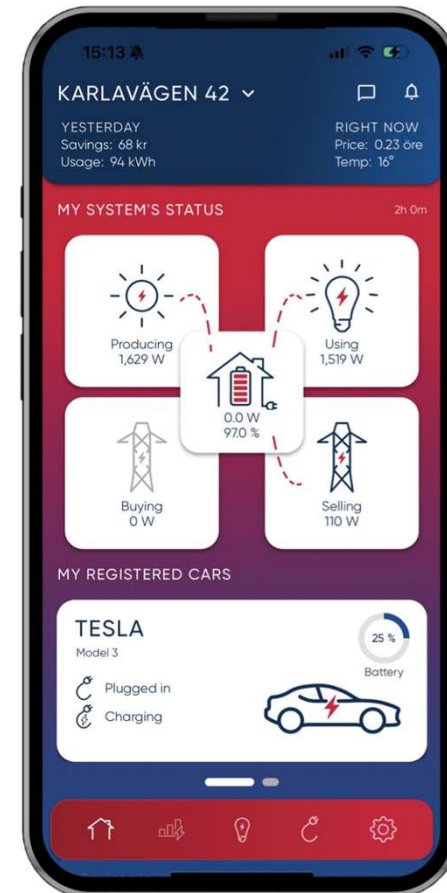 15:13
KARLAVÄGEN 42
YESTERDAY
Savings: 68 kr
Usage: 94 kWh
RIGHT NOW
Price: 0.23 öre
Temp: 16°
MY SYSTEM'S STATUS
2h 0m
Producing
1,629 W
Using
1,519 W
0.0 W
97.0 %
Buying
0 W
Selling
110 W
MY REGISTERED CARS
TESLA
Model 3
Plugged in
Charging
25 %
Battery